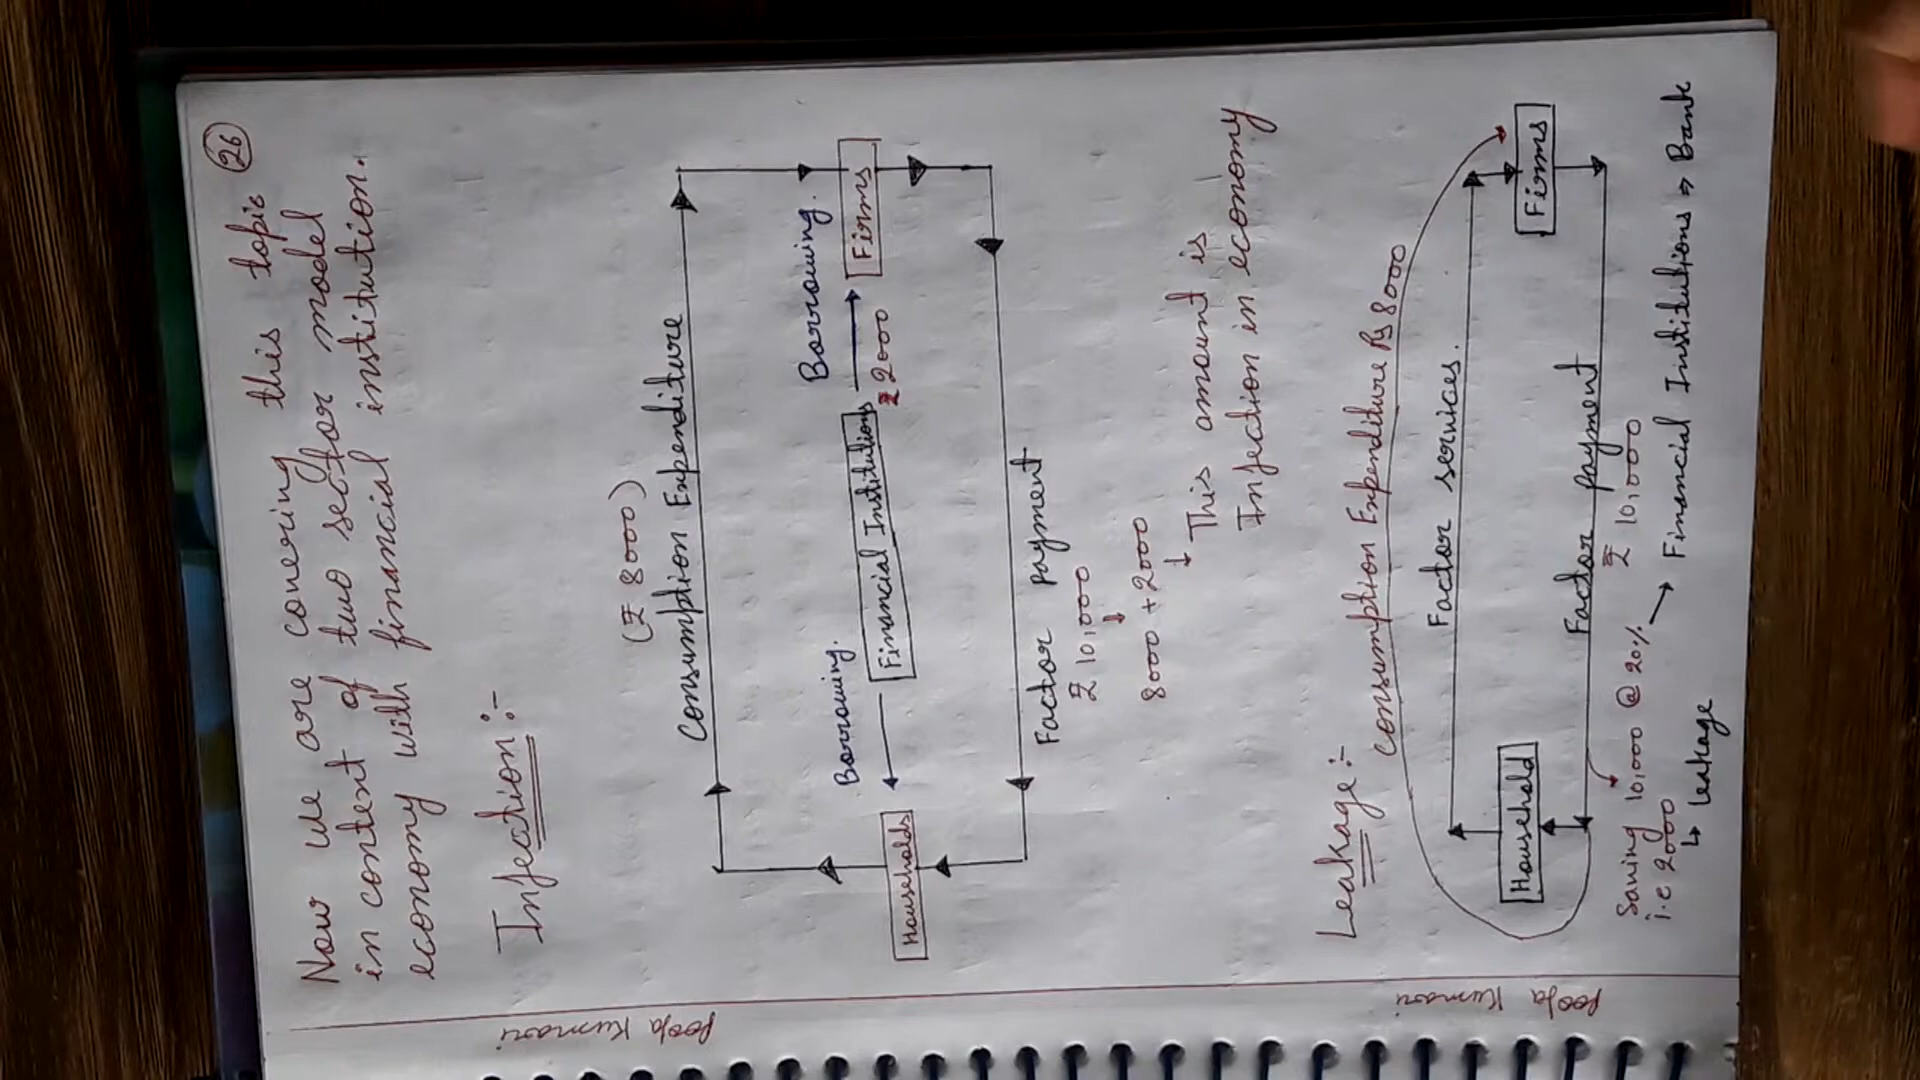 26
Now we are conering this topic
in content of two sector model
economy with financial institution.
Injection:-
(₹ 8000)
Consumption Expenditure
Borrowing.
Borrowing.
Households
Financial Institutions
Firms
₹ 2000
Factor payment
₹ 10,000
↓
8000 + 2000
↓
This amount is
Injection in economy
Leakage:-
Consumption Expenditure Rs 8000
Factor services.
Household
Firms
Factor payment
₹ 10,000
Saving 10,000 @ 20% → Financial Institutions ⇒ Bank
i.e 2000
↳ leakage
Pooja Kumari
Pooja Kumari